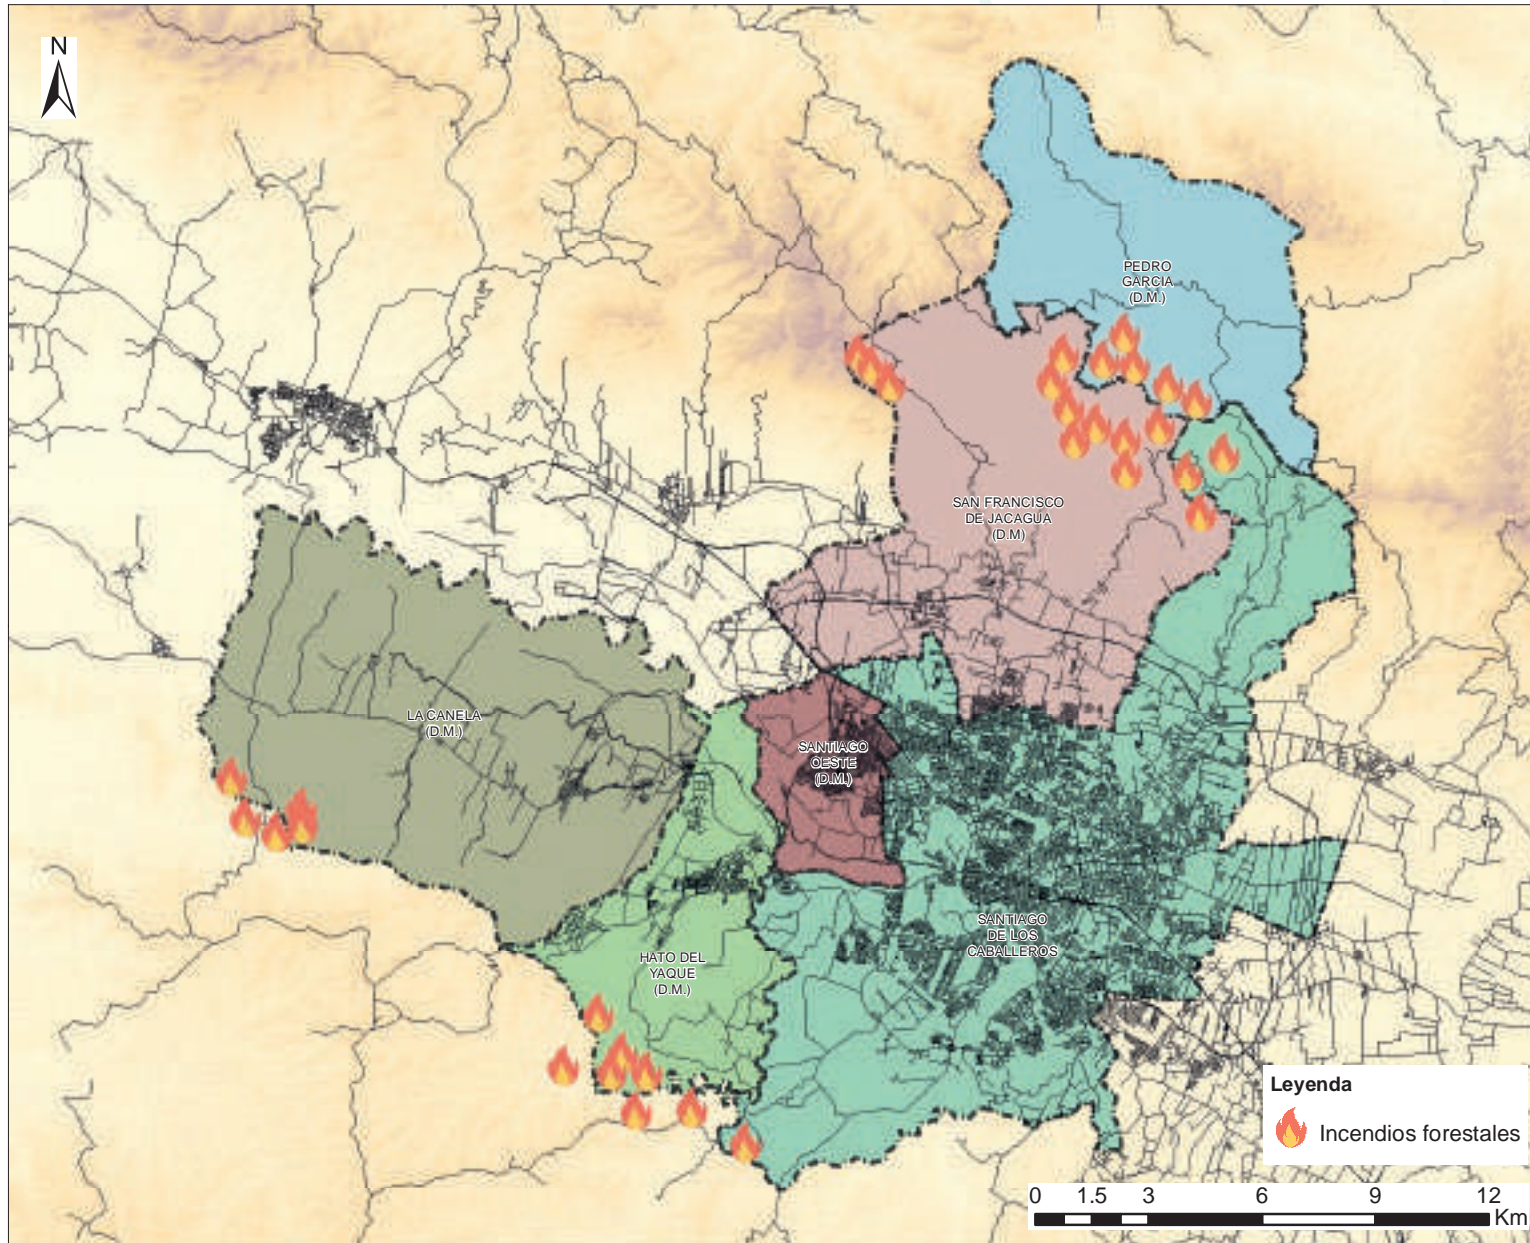 N
PEDRO
GARCIA
(D.M.)
SAN FRANCISCO
DE JACAGUA
(D.M)
LA CANELA
(D.M.)
SANTIAGO
OESTE
(D.M.)
SANTIAGO
DE LOS
CABALLEROS
HATO DEL
YAQUE
(D.M.)
Leyenda
Incendios forestales
0 1.5 3 6 9 12
Km